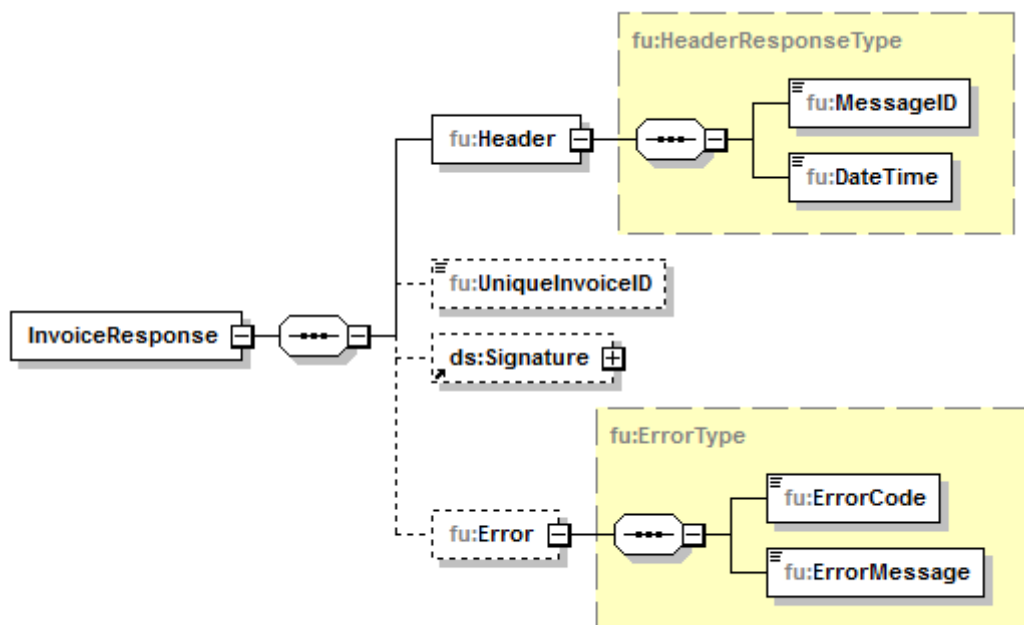 fu:HeaderResponseType
fu:MessageID
fu:Header
fu:DateTime
fu:UniqueInvoiceID
InvoiceResponse
ds:Signature
fu:ErrorType
fu:ErrorCode
fu:Error
fu:ErrorMessage